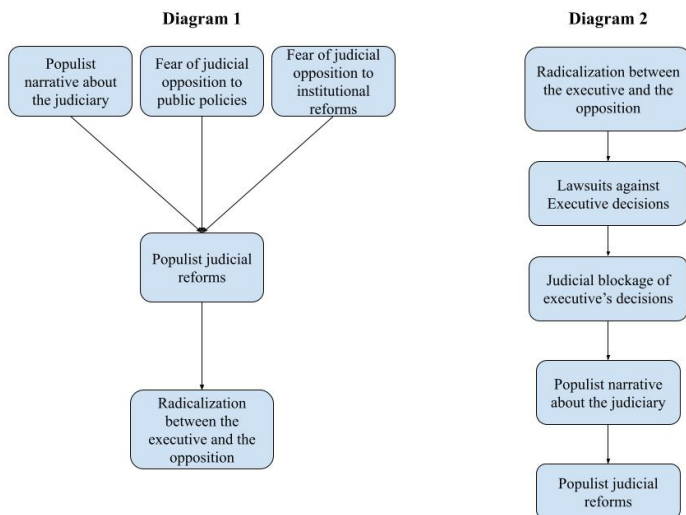 Diagram 1
Populist
narrative about
the judiciary
Fear of judicial
opposition to
public policies
Fear of judicial
opposition to
institutional
reforms
Populist judicial
reforms
Radicalization
between the
executive and the
opposition
Diagram 2
Radicalization between
the executive and the
opposition
Lawsuits against
Executive decisions
Judicial blockage of
executive’s decisions
Populist narrative
about the judiciary
Populist judicial
reforms